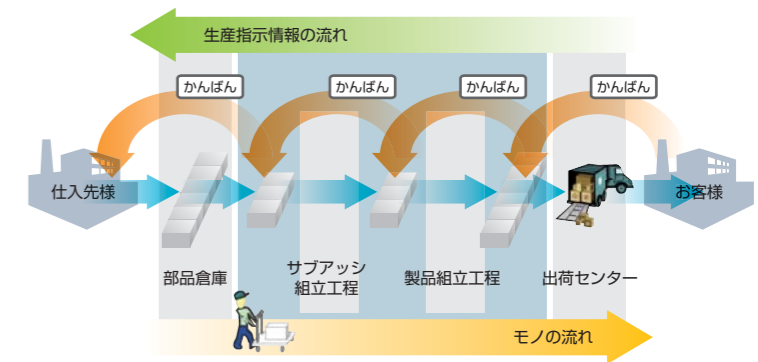 生産指示情報の流れ
かんばん
かんばん
かんばん
かんばん
仕入先様
お客様
部品倉庫
サブアッシ
組立工程
製品組立工程
出荷センター
モノの流れ